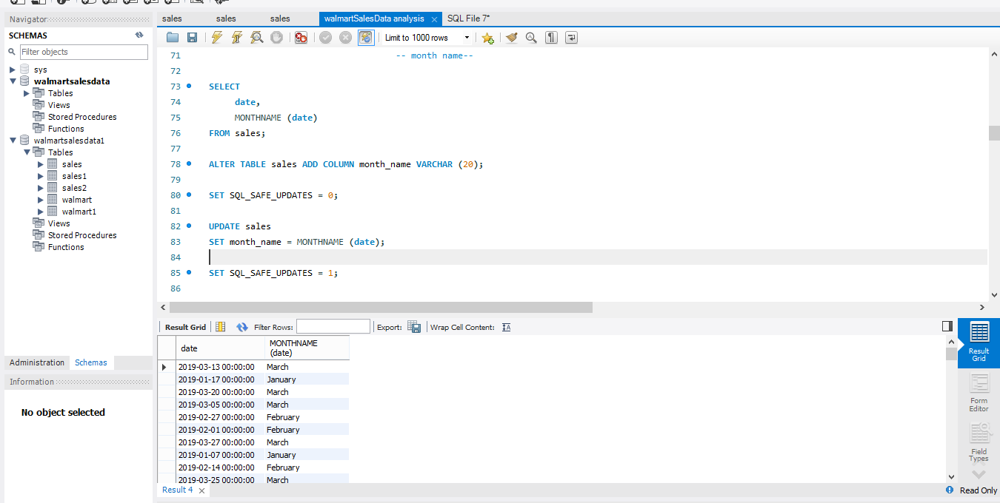 sales sales sales walmartSalesData analysis SQL File 7*
Navigator
SCHEMAS
Filter objects
sys
walmartsalesdata
Tables
Views
Stored Procedures
Functions
walmartsalesdata1
Tables
sales
sales1
sales2
walmart
walmart1
Views
Stored Procedures
Functions
Administration Schemas
Information
No object selected
Limit to 1000 rows
71 -- month name--
72
73 SELECT
74 date,
75 MONTHNAME (date)
76 FROM sales;
77
78 ALTER TABLE sales ADD COLUMN month_name VARCHAR (20);
79
80 SET SQL_SAFE_UPDATES = 0;
81
82 UPDATE sales
83 SET month_name = MONTHNAME (date);
84
85 SET SQL_SAFE_UPDATES = 1;
86
Result Grid Filter Rows: Export: Wrap Cell Content:
date MONTHNAME
(date)
2019-03-13 00:00:00 March
2019-01-17 00:00:00 January
2019-03-20 00:00:00 March
2019-03-05 00:00:00 March
2019-02-27 00:00:00 February
2019-02-01 00:00:00 February
2019-03-27 00:00:00 March
2019-01-07 00:00:00 January
2019-02-14 00:00:00 February
2019-03-25 00:00:00 March
Result
Grid
Form
Editor
Field
Types
Result 4
Read Only